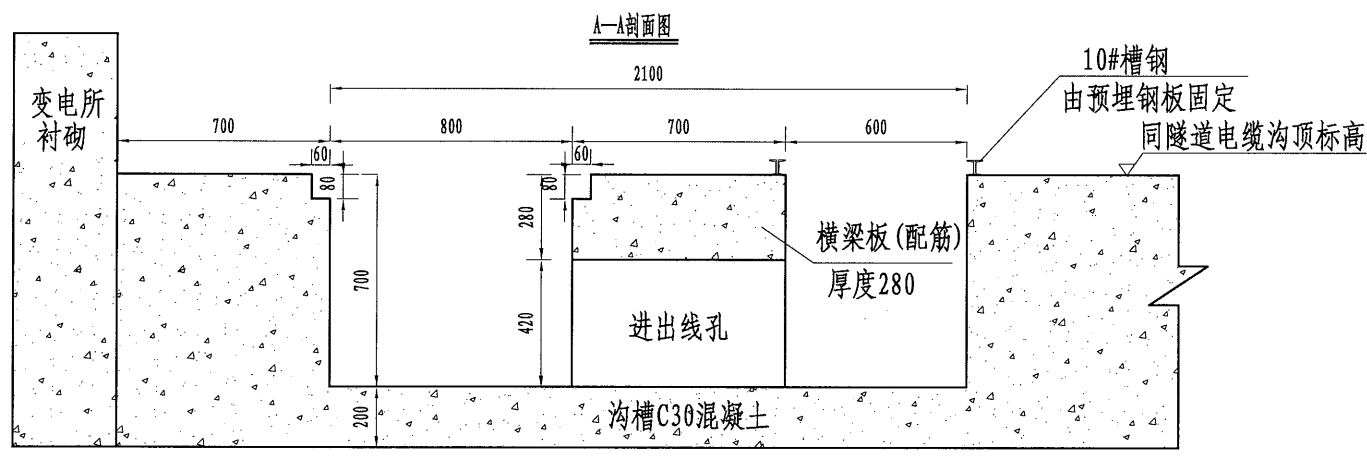 A—A剖面图
2100
10#槽钢
由预埋钢板固定
同隧道电缆沟顶标高
变电所
衬砌
700
800
700
600
60
60
80
80
280
700
420
200
横梁板(配筋)
厚度280
进出线孔
沟槽C30混凝土